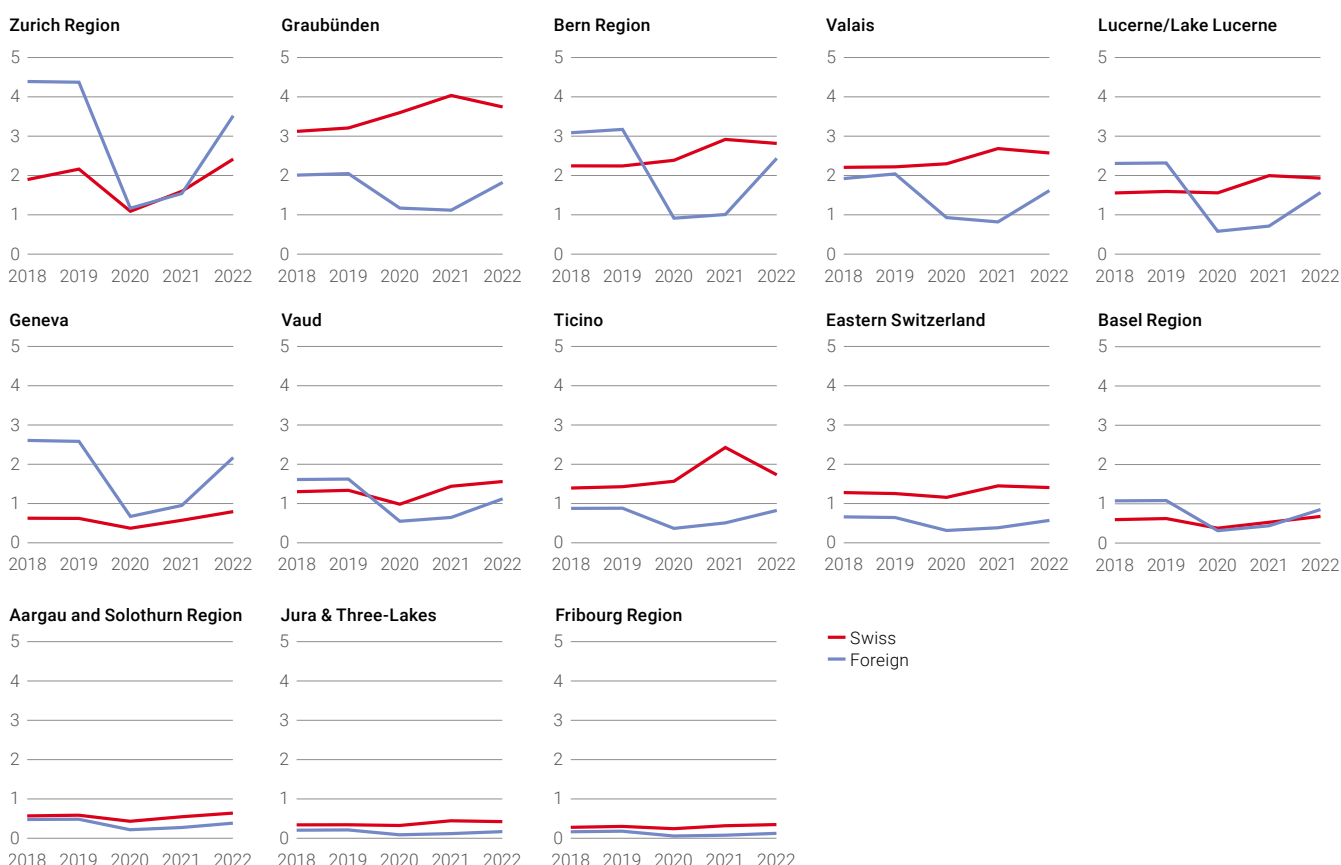 Zurich Region
5
4
3
2
1
0
2018 2019 2020 2021 2022
Graubünden
5
4
3
2
1
0
2018 2019 2020 2021 2022
Bern Region
5
4
3
2
1
0
2018 2019 2020 2021 2022
Valais
5
4
3
2
1
0
2018 2019 2020 2021 2022
Lucerne/Lake Lucerne
5
4
3
2
1
0
2018 2019 2020 2021 2022
Geneva
5
4
3
2
1
0
2018 2019 2020 2021 2022
Vaud
5
4
3
2
1
0
2018 2019 2020 2021 2022
Ticino
5
4
3
2
1
0
2018 2019 2020 2021 2022
Eastern Switzerland
5
4
3
2
1
0
2018 2019 2020 2021 2022
Basel Region
5
4
3
2
1
0
2018 2019 2020 2021 2022
Aargau and Solothurn Region
5
4
3
2
1
0
2018 2019 2020 2021 2022
Jura & Three-Lakes
5
4
3
2
1
0
2018 2019 2020 2021 2022
Fribourg Region
5
4
3
2
1
0
2018 2019 2020 2021 2022
Swiss
Foreign